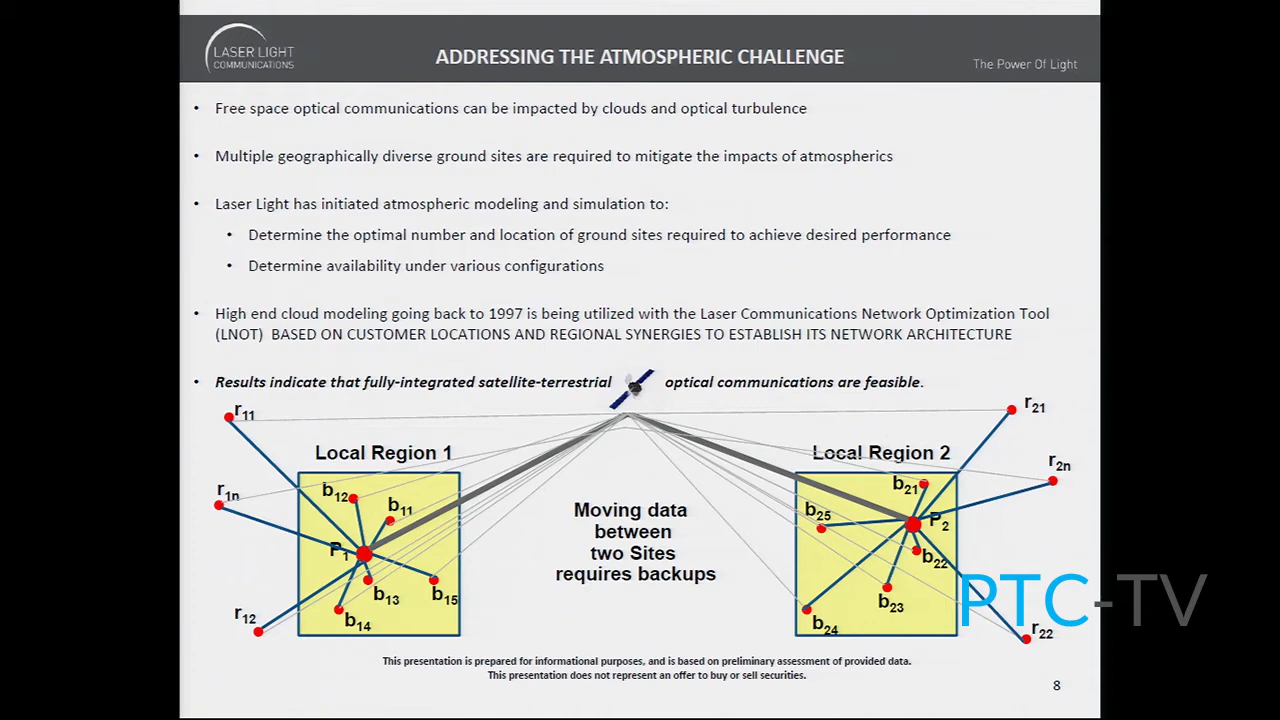 LASER LIGHT
COMMUNICATIONS
ADDRESSING THE ATMOSPHERIC CHALLENGE
The Power Of Light
• Free space optical communications can be impacted by clouds and optical turbulence
• Multiple geographically diverse ground sites are required to mitigate the impacts of atmospherics
• Laser Light has initiated atmospheric modeling and simulation to:
• Determine the optimal number and location of ground sites required to achieve desired performance
• Determine availability under various configurations
• High end cloud modeling going back to 1997 is being utilized with the Laser Communications Network Optimization Tool
(LNOT) BASED ON CUSTOMER LOCATIONS AND REGIONAL SYNERGIES TO ESTABLISH ITS NETWORK ARCHITECTURE
• Results indicate that fully-integrated satellite-terrestrial optical communications are feasible.
r11
r1n
r12
Local Region 1
b12
b11
P1
b13
b15
b14
Moving data
between
two Sites
requires backups
Local Region 2
b21
b25
P2
b22
b23
b24
r21
r2n
r22
PTC-TV
This presentation is prepared for informational purposes, and is based on preliminary assessment of provided data.
This presentation does not represent an offer to buy or sell securities.
8